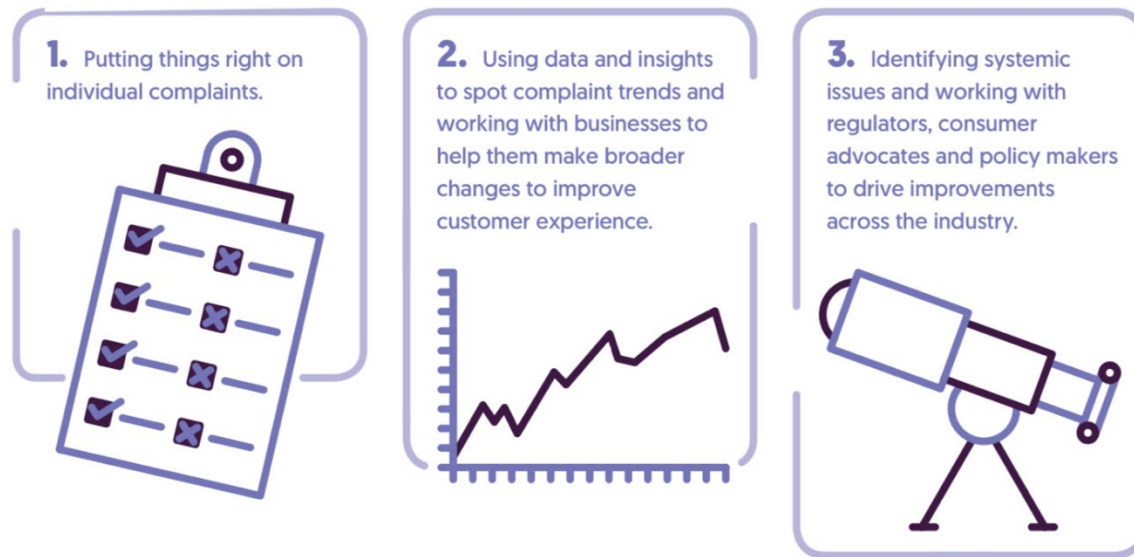 1. Putting things right on
individual complaints.
2. Using data and insights
to spot complaint trends and
working with businesses to
help them make broader
changes to improve
customer experience.
3. Identifying systemic
issues and working with
regulators, consumer
advocates and policy makers
to drive improvements
across the industry.